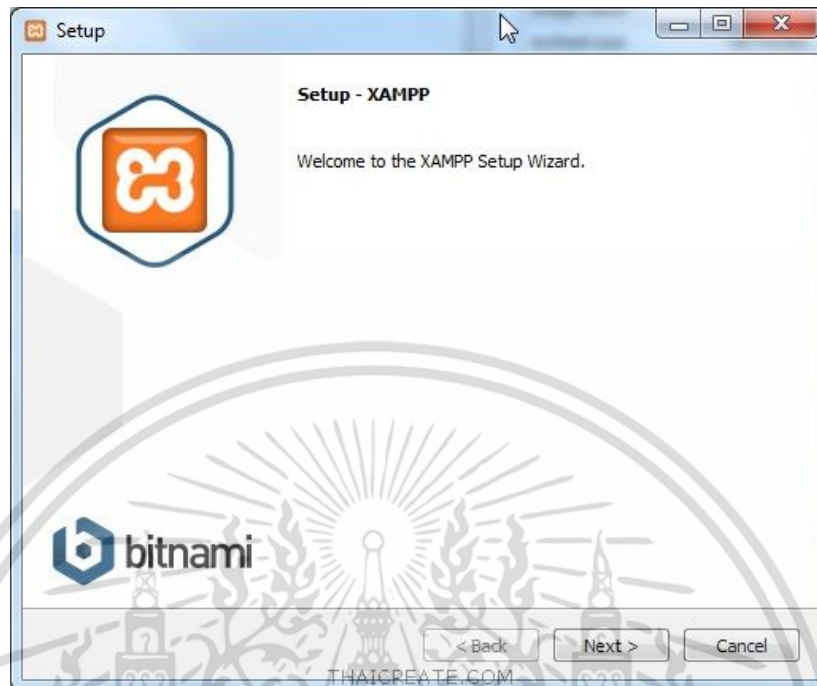 Setup
Setup - XAMPP
Welcome to the XAMPP Setup Wizard.
bitnami
< Back
Next >
Cancel
THAICREATE.COM